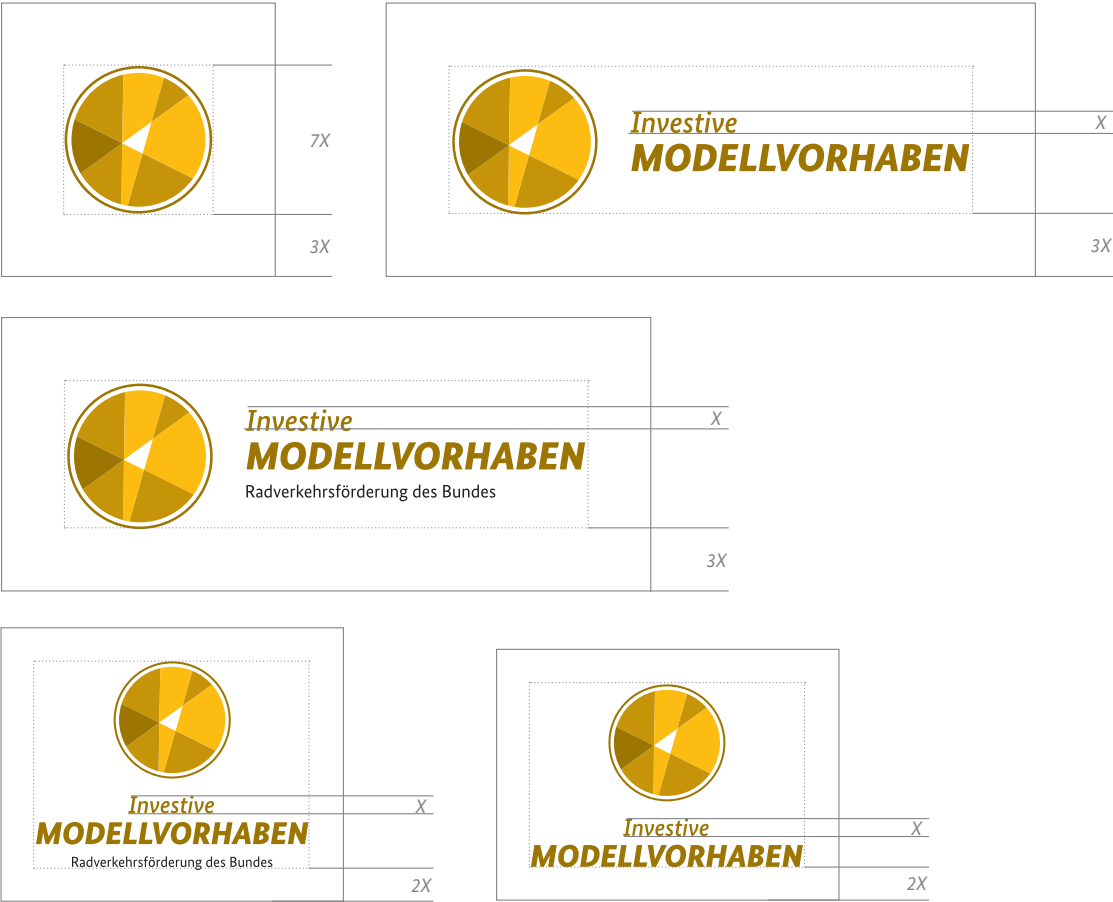 7X
3X
Investive
MODELLVORHABEN
X
3X
Investive
MODELLVORHABEN
Radverkehrsförderung des Bundes
X
3X
Investive
MODELLVORHABEN
Radverkehrsförderung des Bundes
X
2X
Investive
MODELLVORHABEN
X
2X